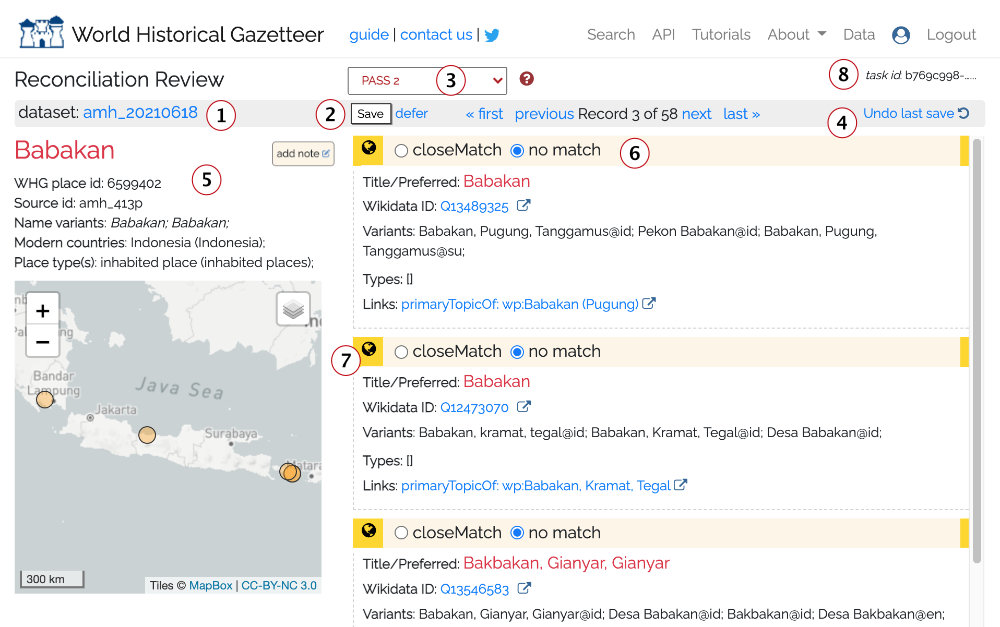 World Historical Gazetteer guide | contact us | Search API Tutorials About Data Logout
Reconciliation Review PASS 2 3 ? 8 task id: b769c998-.....
dataset: amh_20210618 1 2 Save defer « first previous Record 3 of 58 next last » 4 Undo last save
Babakan add note
5
WHG place id: 6599402
Source id: amh_413p
Name variants: Babakan; Babakan;
Modern countries: Indonesia (Indonesia);
Place type(s): inhabited place (inhabited places);
+
−
Bandar
Lampung
Java Sea
Jakarta
Surabaya
300 km
Tiles © MapBox | CC-BY-NC 3.0
closeMatch no match 6
Title/Preferred: Babakan
Wikidata ID: Q13489325
Variants: Babakan, Pugung, Tanggamus@id; Pekon Babakan@id; Babakan, Pugung,
Tanggamus@su;
Types: []
Links: primaryTopicOf: wp:Babakan (Pugung)
7 closeMatch no match
Title/Preferred: Babakan
Wikidata ID: Q12473070
Variants: Babakan, kramat, tegal@id; Babakan, Kramat, Tegal@id; Desa Babakan@id;
Types: []
Links: primaryTopicOf: wp:Babakan, Kramat, Tegal
closeMatch no match
Title/Preferred: Bakbakan, Gianyar, Gianyar
Wikidata ID: Q13546583
Variants: Babakan, Gianyar, Gianyar@id; Desa Babakan@id; Bakbakan@id; Desa Bakbakan@en;